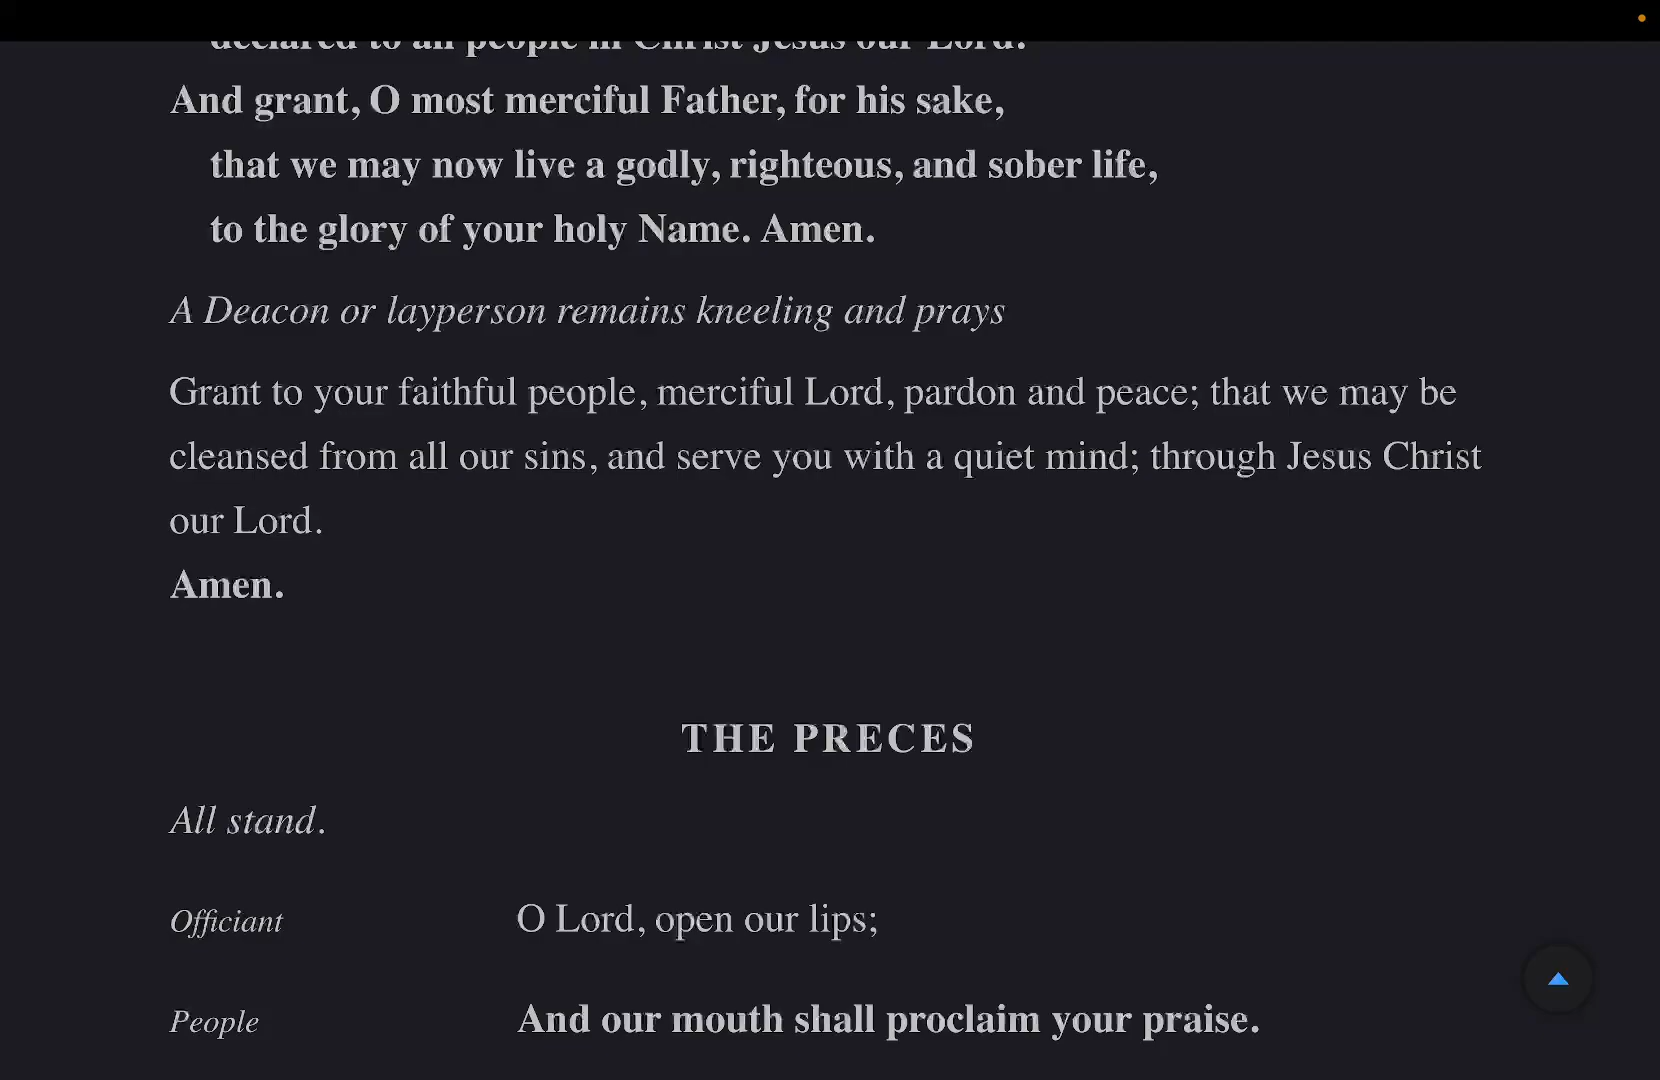 declared to all people in Christ Jesus our Lord.
And grant, O most merciful Father, for his sake,
that we may now live a godly, righteous, and sober life,
to the glory of your holy Name. Amen.
A Deacon or layperson remains kneeling and prays
Grant to your faithful people, merciful Lord, pardon and peace; that we may be
cleansed from all our sins, and serve you with a quiet mind; through Jesus Christ
our Lord.
Amen.
THE PRECES
All stand.
Officiant O Lord, open our lips;
People And our mouth shall proclaim your praise.